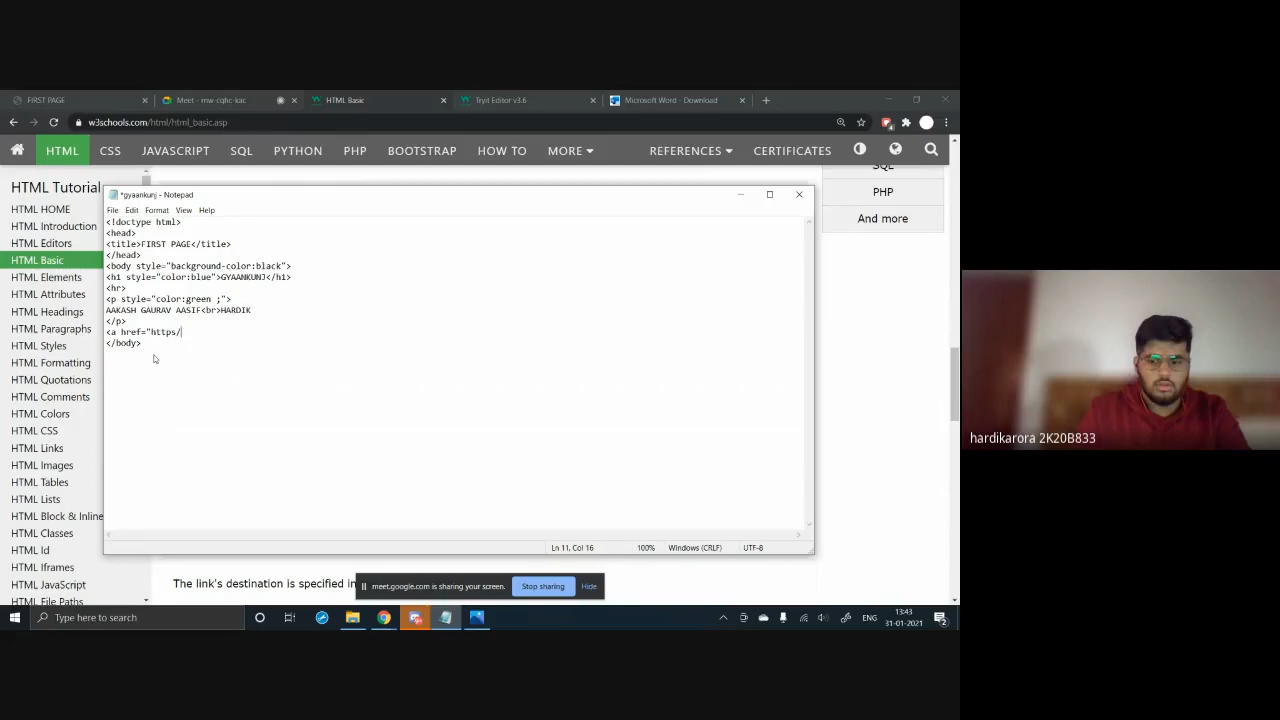 FIRST PAGE
Meet - mw-cqhc-kac
HTML Basic
Tryit Editor v3.6
Microsoft Word - Download
w3schools.com/html/html_basic.asp
HTML CSS JAVASCRIPT SQL PYTHON PHP BOOTSTRAP HOW TO MORE REFERENCES CERTIFICATES
HTML Tutorial
HTML HOME
HTML Introduction
HTML Editors
HTML Basic
HTML Elements
HTML Attributes
HTML Headings
HTML Paragraphs
HTML Styles
HTML Formatting
HTML Quotations
HTML Comments
HTML Colors
HTML CSS
HTML Links
HTML Images
HTML Tables
HTML Lists
HTML Block & Inline
HTML Classes
HTML Id
HTML Iframes
HTML JavaScript
HTML File Paths
*gyaankunj - Notepad
File Edit Format View Help
<!doctype html>
<head>
<title>FIRST PAGE</title>
</head>
<body style="background-color:black">
<h1 style="color:blue">GYAANKUNJ</h1>
<hr>
<p style="color:green ;">
AAKASH GAURAV AASIF<br>HARDIK
</p>
<a href="https/
</body>
Ln 11, Col 16 100% Windows (CRLF) UTF-8
SQL
PHP
And more
The link's destination is specified in
meet.google.com is sharing your screen. Stop sharing Hide
Type here to search
ENG
13:43
31-01-2021
2
hardikarora 2K20B833